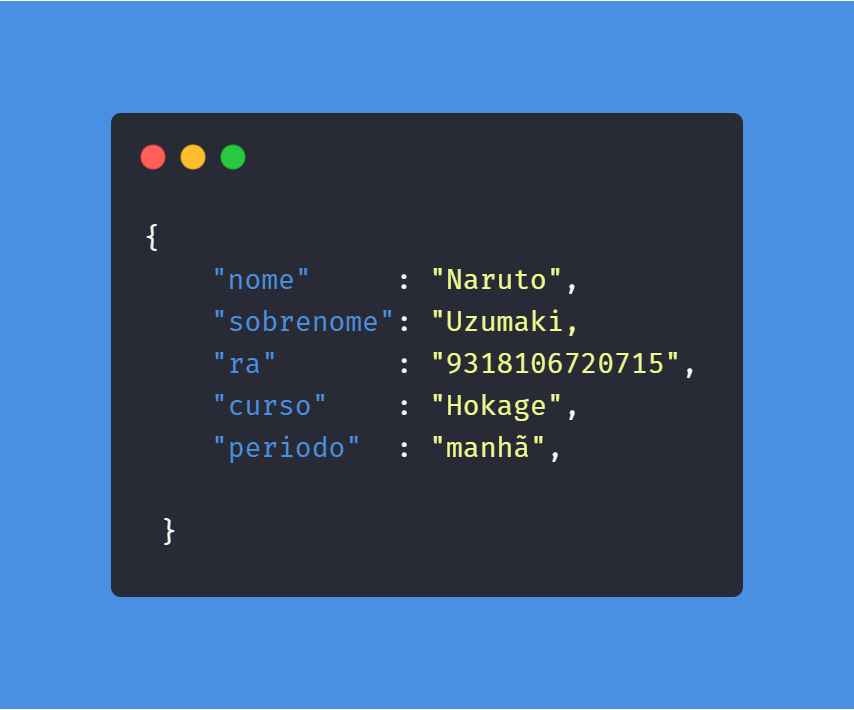 {
"nome" : "Naruto",
"sobrenome": "Uzumaki,
"ra" : "9318106720715",
"curso" : "Hokage",
"periodo" : "manhã",
}